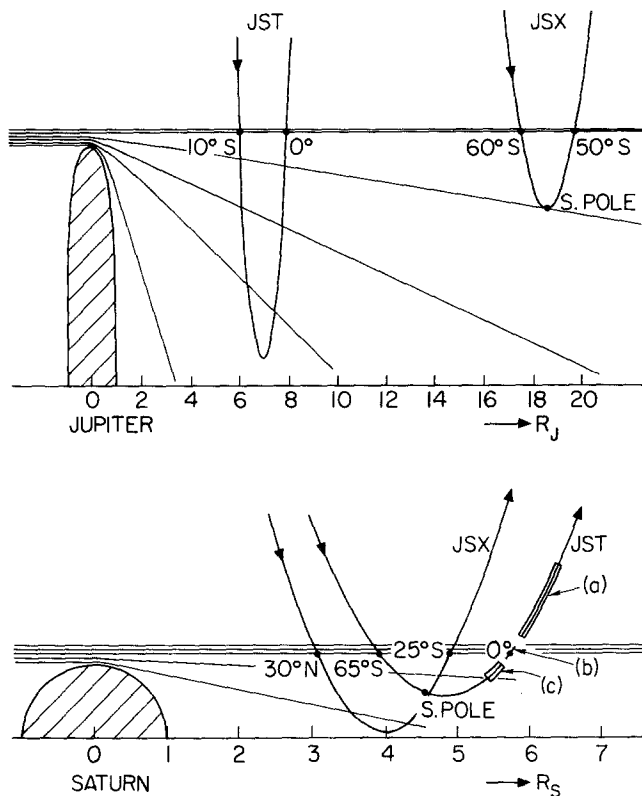 JST JSX
10°S 0° 60°S 50°S
S. POLE
0 2 4 6 8 10 12 14 16 18 20
JUPITER R_J
JSX JST
(a)
25°S 0°
30°N 65°S (b)
(c)
S. POLE
0 1 2 3 4 5 6 7
SATURN R_S